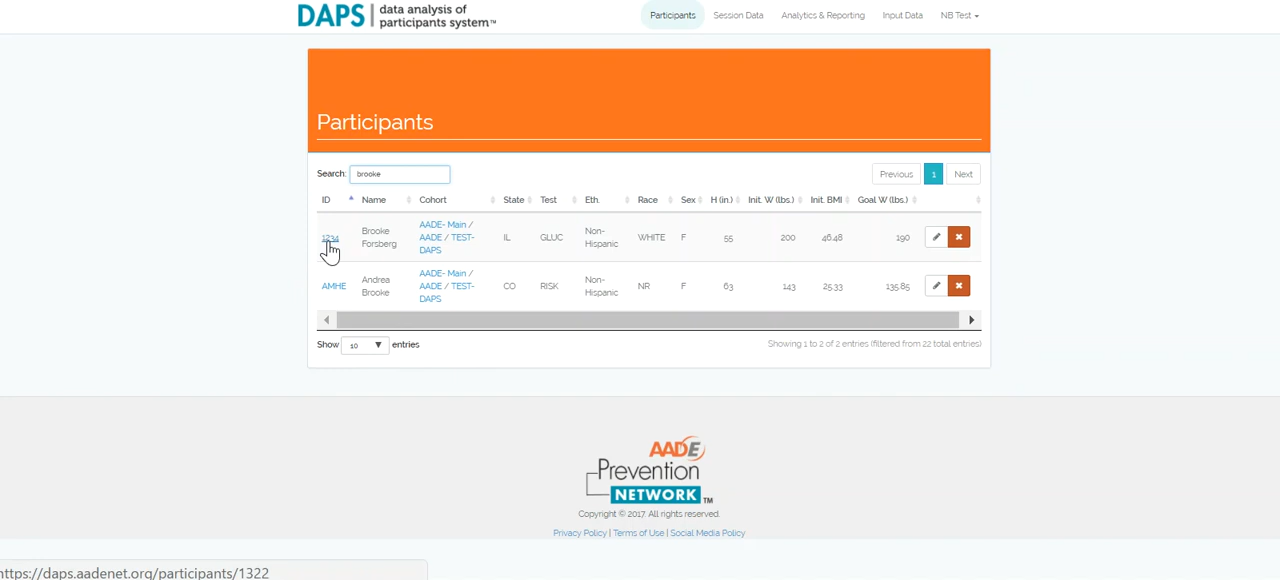 DAPS | data analysis of participants system™
Participants Session Data Analytics & Reporting Input Data NB Test
Participants
Search: brooke Previous 1 Next
ID Name Cohort State Test Eth. Race Sex H (in.) Init. W (lbs.) Init. BMI Goal W (lbs.)
1234 Brooke Forsberg AADE- Main / AADE / TEST-DAPS IL GLUC Non-Hispanic WHITE F 55 200 46.48 190
AMHE Andrea Brooke AADE- Main / AADE / TEST-DAPS CO RISK Non-Hispanic NR F 63 143 25.33 135.85
Show 10 entries Showing 1 to 2 of 2 entries (filtered from 22 total entries)
AADE
Prevention
NETWORK™
Copyright © 2017. All rights reserved.
Privacy Policy | Terms of Use | Social Media Policy
https://daps.aadenet.org/participants/1322